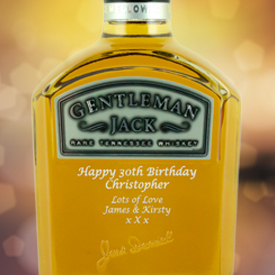 GENTLEMAN
JACK
RARE TENNESSEE WHISKEY
Happy 30th Birthday
Christopher
Lots of Love
James & Kirsty
x X x
Jack Daniel